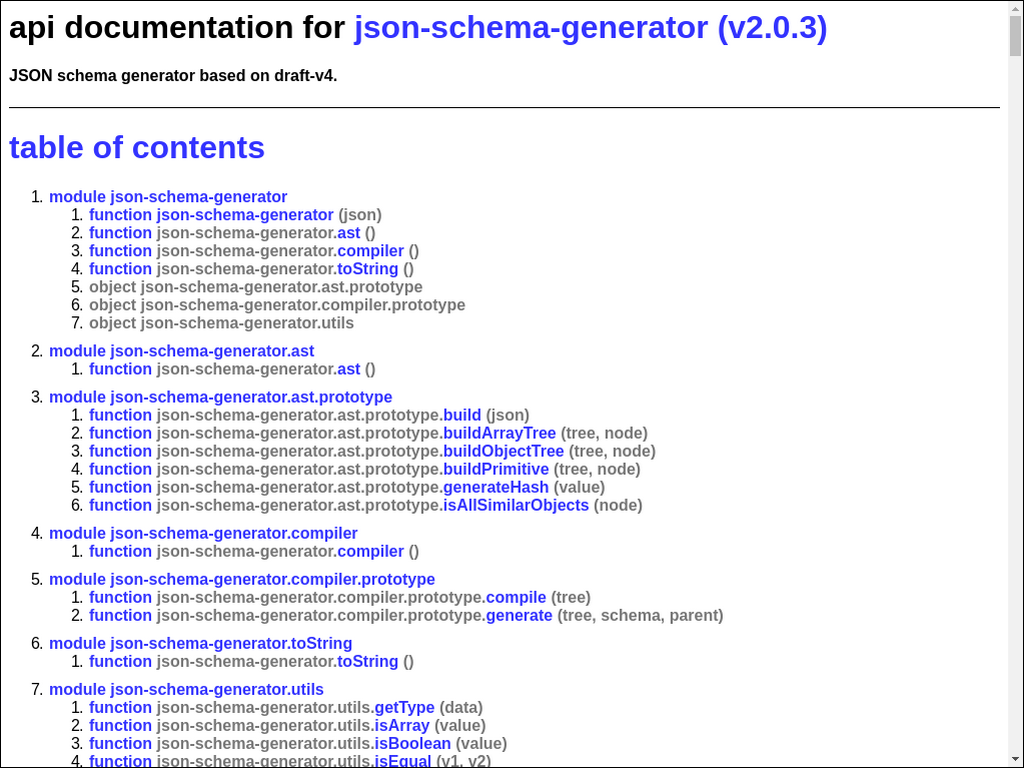 api documentation for json-schema-generator (v2.0.3)
JSON schema generator based on draft-v4.
table of contents
1. module json-schema-generator
1. function json-schema-generator (json)
2. function json-schema-generator.ast ()
3. function json-schema-generator.compiler ()
4. function json-schema-generator.toString ()
5. object json-schema-generator.ast.prototype
6. object json-schema-generator.compiler.prototype
7. object json-schema-generator.utils
2. module json-schema-generator.ast
1. function json-schema-generator.ast ()
3. module json-schema-generator.ast.prototype
1. function json-schema-generator.ast.prototype.build (json)
2. function json-schema-generator.ast.prototype.buildArrayTree (tree, node)
3. function json-schema-generator.ast.prototype.buildObjectTree (tree, node)
4. function json-schema-generator.ast.prototype.buildPrimitive (tree, node)
5. function json-schema-generator.ast.prototype.generateHash (value)
6. function json-schema-generator.ast.prototype.isAllSimilarObjects (node)
4. module json-schema-generator.compiler
1. function json-schema-generator.compiler ()
5. module json-schema-generator.compiler.prototype
1. function json-schema-generator.compiler.prototype.compile (tree)
2. function json-schema-generator.compiler.prototype.generate (tree, schema, parent)
6. module json-schema-generator.toString
1. function json-schema-generator.toString ()
7. module json-schema-generator.utils
1. function json-schema-generator.utils.getType (data)
2. function json-schema-generator.utils.isArray (value)
3. function json-schema-generator.utils.isBoolean (value)
4. function json-schema-generator.utils.isEqual (v1, v2)